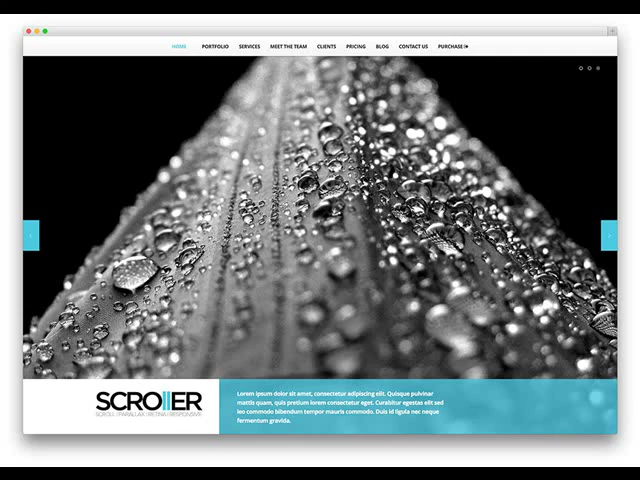 HOME PORTFOLIO SERVICES MEET THE TEAM CLIENTS PRICING BLOG CONTACT US PURCHASE
SCROLLER
SCROLL | PARALLAX | RETINA | RESPONSIVE
Lorem ipsum dolor sit amet, consectetur adipiscing elit. Quisque pulvinar
mattis quam, quis pretium lorem consectetur eget. Curabitur egestas elit sed
leo commodo bibendum tempor mauris commodo. Duis id ligula nec neque
fermentum gravida.